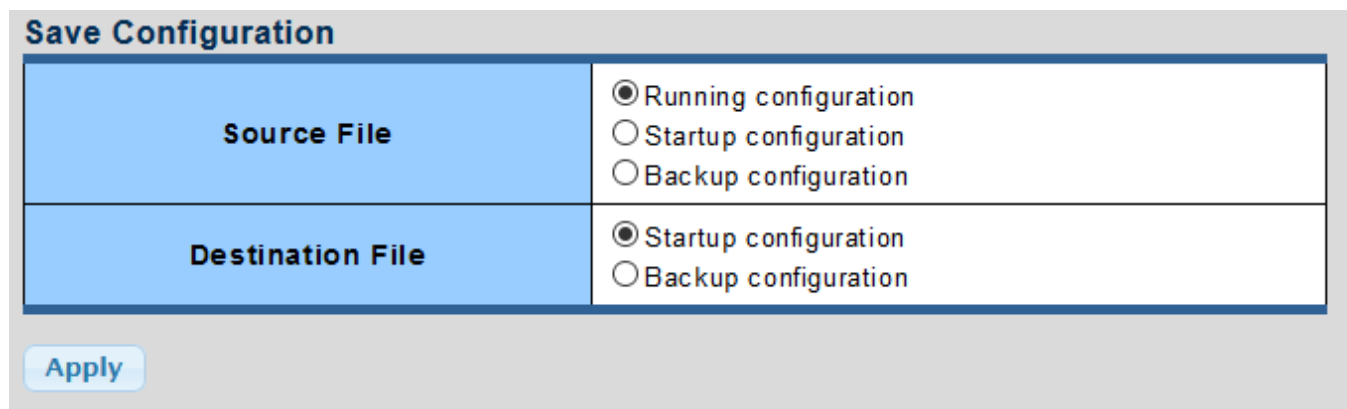 Save Configuration
Source File
Running configuration
Startup configuration
Backup configuration
Destination File
Startup configuration
Backup configuration
Apply